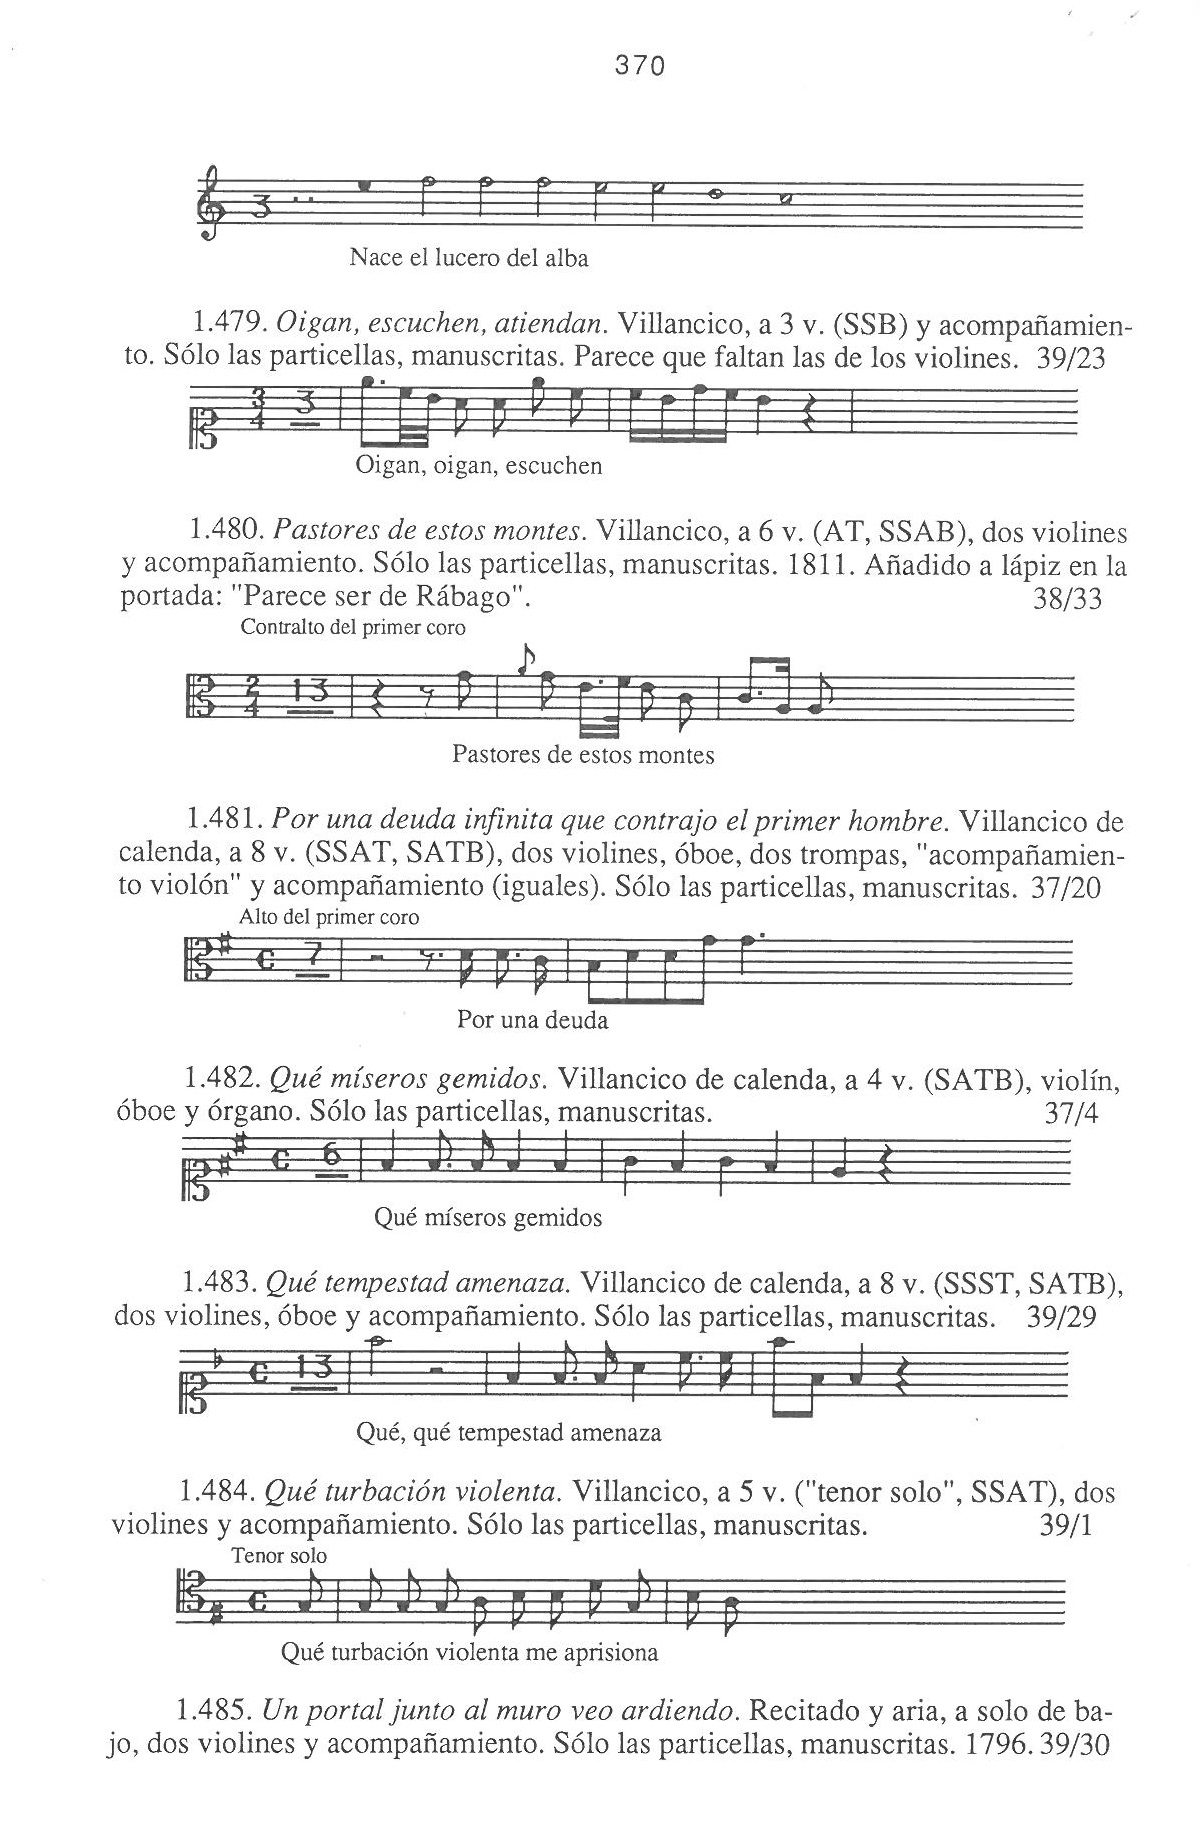 370
Nace el lucero del alba
1.479. Oigan, escuchen, atiendan. Villancico, a 3 v. (SSB) y acompañamien-
to. Sólo las particellas, manuscritas. Parece que faltan las de los violines. 39/23
Oigan, oigan, escuchen
1.480. Pastores de estos montes. Villancico, a 6 v. (AT, SSAB), dos violines
y acompañamiento. Sólo las particellas, manuscritas. 1811. Añadido a lápiz en la
portada: "Parece ser de Rábago". 38/33
Contralto del primer coro
13
Pastores de estos montes
1.481. Por una deuda infinita que contrajo el primer hombre. Villancico de
calenda, a 8 v. (SSAT, SATB), dos violines, óboe, dos trompas, "acompañamien-
to violón" y acompañamiento (iguales). Sólo las particellas, manuscritas. 37/20
Alto del primer coro
7
Por una deuda
1.482. Qué míseros gemidos. Villancico de calenda, a 4 v. (SATB), violín,
óboe y órgano. Sólo las particellas, manuscritas. 37/4
6
Qué míseros gemidos
1.483. Qué tempestad amenaza. Villancico de calenda, a 8 v. (SSST, SATB),
dos violines, óboe y acompañamiento. Sólo las particellas, manuscritas. 39/29
13
Qué, qué tempestad amenaza
1.484. Qué turbación violenta. Villancico, a 5 v. ("tenor solo", SSAT), dos
violines y acompañamiento. Sólo las particellas, manuscritas. 39/1
Tenor solo
Qué turbación violenta me aprisiona
1.485. Un portal junto al muro veo ardiendo. Recitado y aria, a solo de ba-
jo, dos violines y acompañamiento. Sólo las particellas, manuscritas. 1796. 39/30